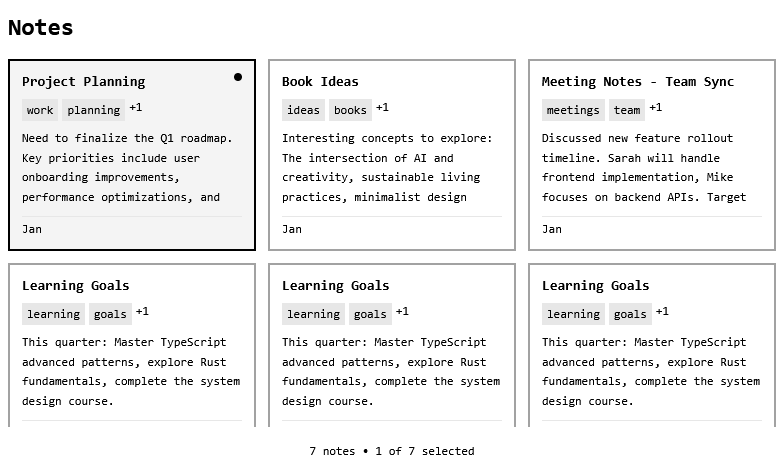 Notes
Project Planning
work planning +1
Need to finalize the Q1 roadmap.
Key priorities include user
onboarding improvements,
performance optimizations, and
Jan
Book Ideas
ideas books +1
Interesting concepts to explore:
The intersection of AI and
creativity, sustainable living
practices, minimalist design
Jan
Meeting Notes - Team Sync
meetings team +1
Discussed new feature rollout
timeline. Sarah will handle
frontend implementation, Mike
focuses on backend APIs. Target
Jan
Learning Goals
learning goals +1
This quarter: Master TypeScript
advanced patterns, explore Rust
fundamentals, complete the system
design course.
Learning Goals
learning goals +1
This quarter: Master TypeScript
advanced patterns, explore Rust
fundamentals, complete the system
design course.
Learning Goals
learning goals +1
This quarter: Master TypeScript
advanced patterns, explore Rust
fundamentals, complete the system
design course.
7 notes • 1 of 7 selected